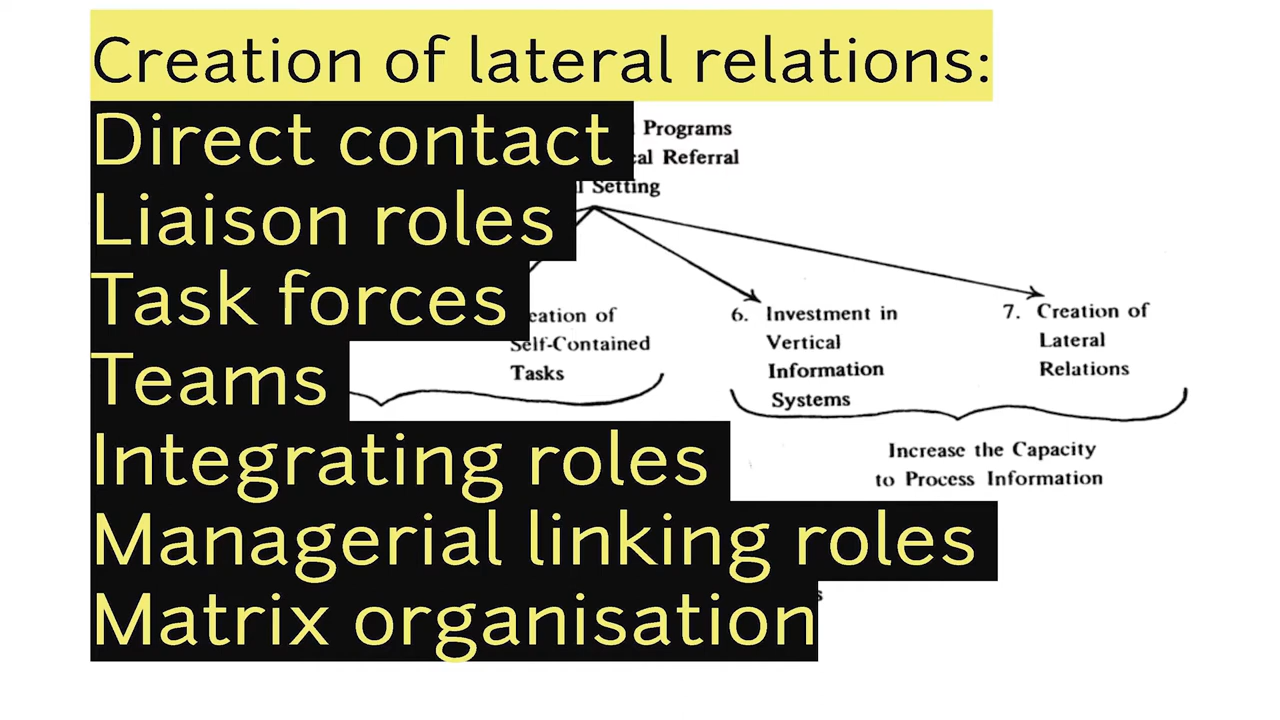 Creation of lateral relations:
Direct contact
Liaison roles
Task forces
Teams
Integrating roles
Managerial linking roles
Matrix organisation
Programs
Referral
Setting
of
Self-Contained
Tasks
6. Investment in
Vertical
Information
Systems
7. Creation of
Lateral
Relations
Increase the Capacity
to Process Information